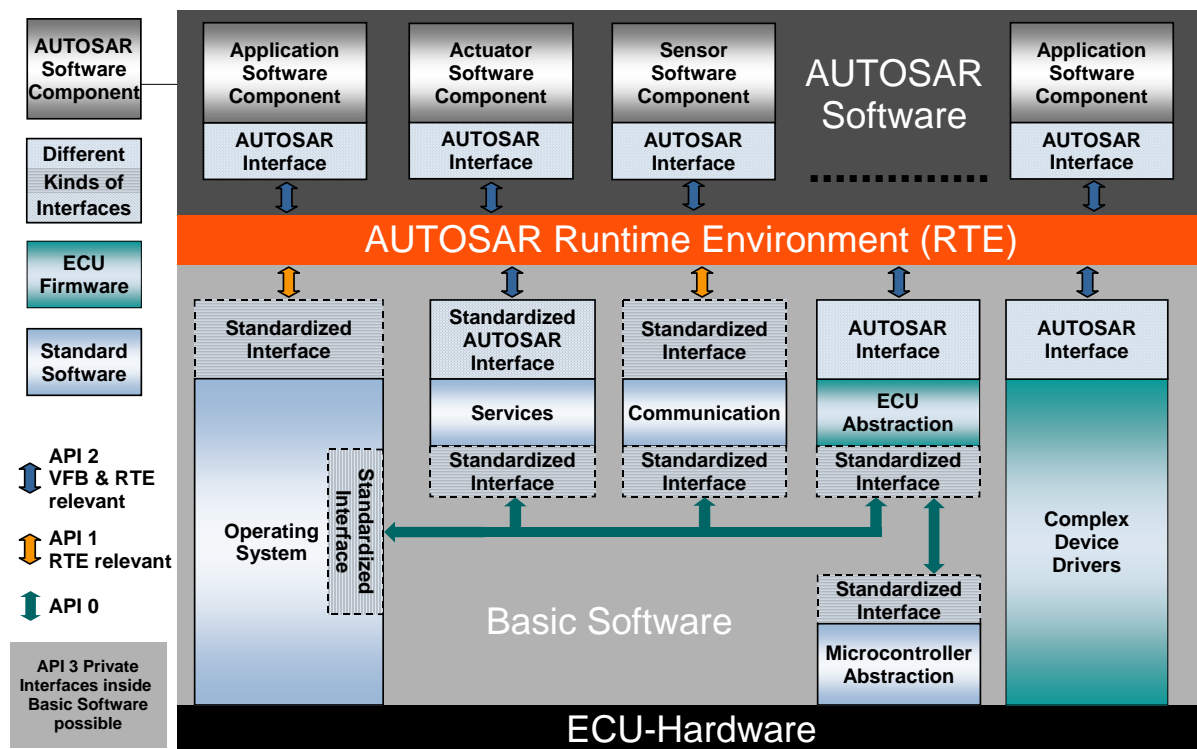 AUTOSAR
Software
Component
Different
Kinds of
Interfaces
ECU
Firmware
Standard
Software
API 2
VFB & RTE
relevant
API 1
RTE relevant
API 0
API 3 Private
Interfaces inside
Basic Software
possible
Application
Software
Component
AUTOSAR
Interface
Actuator
Software
Component
AUTOSAR
Interface
Sensor
Software
Component
AUTOSAR
Interface
AUTOSAR
Software
Application
Software
Component
AUTOSAR
Interface
AUTOSAR Runtime Environment (RTE)
Standardized
Interface
Operating
System
Standardized
Interface
Standardized
AUTOSAR
Interface
Services
Standardized
Interface
Standardized
Interface
Communication
Standardized
Interface
AUTOSAR
Interface
ECU
Abstraction
Standardized
Interface
Standardized
Interface
Microcontroller
Abstraction
AUTOSAR
Interface
Complex
Device
Drivers
Basic Software
ECU-Hardware